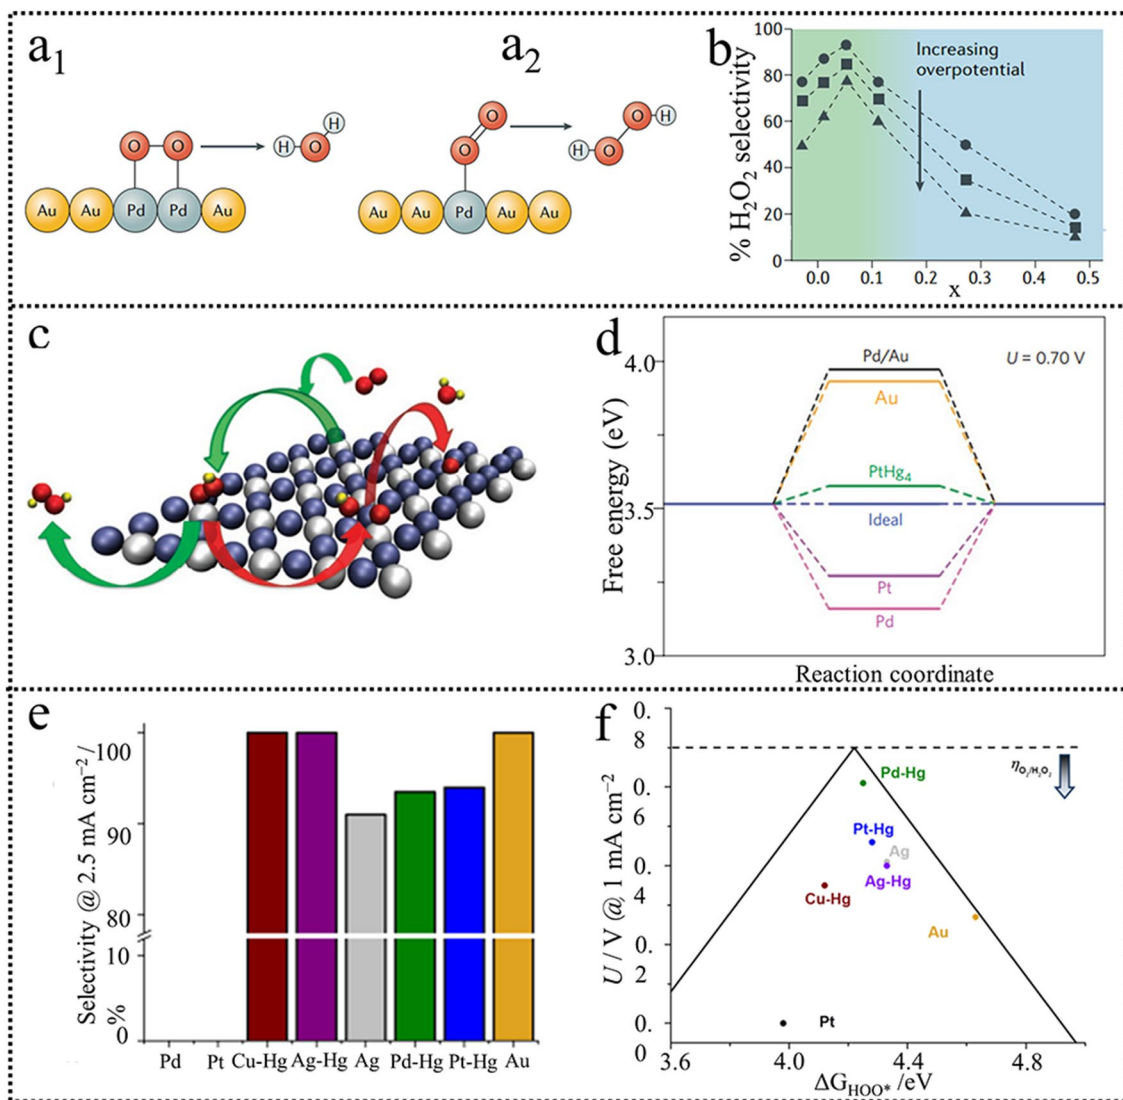 a1
a2
b
O O
H O H
Au Au Pd Pd Au
O O
H O O H
Au Au Pd Au Au
% H2O2 selectivity
100
80
60
40
20
0
Increasing
overpotential
0.0 0.1 0.2 0.3 0.4 0.5
x
c
d
Free energy (eV)
4.0
3.5
3.0
Pd/Au
U = 0.70 V
Au
PtHg4
Ideal
Pt
Pd
Reaction coordinate
e
Selectivity @ 2.5 mA cm−2 /
%
100
90
80
10
0
Pd Pt Cu-Hg Ag-Hg Ag Pd-Hg Pt-Hg Au
f
U / V @ 1 mA cm−2
0.
8
0.
6
0.
4
0.
2
0.
0
ηO2/H2O2
Pd-Hg
Pt-Hg
Ag
Ag-Hg
Cu-Hg
Au
Pt
3.6 4.0 4.4 4.8
ΔGHOO* /eV